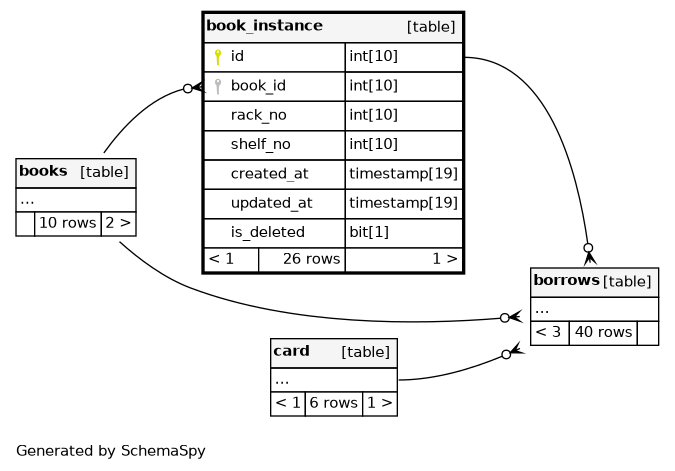 book_instance [table]
id int[10]
book_id int[10]
rack_no int[10]
shelf_no int[10]
created_at timestamp[19]
updated_at timestamp[19]
is_deleted bit[1]
< 1 26 rows 1 >
books [table]
...
10 rows 2 >
borrows [table]
...
< 3 40 rows
card [table]
...
< 1 6 rows 1 >
Generated by SchemaSpy